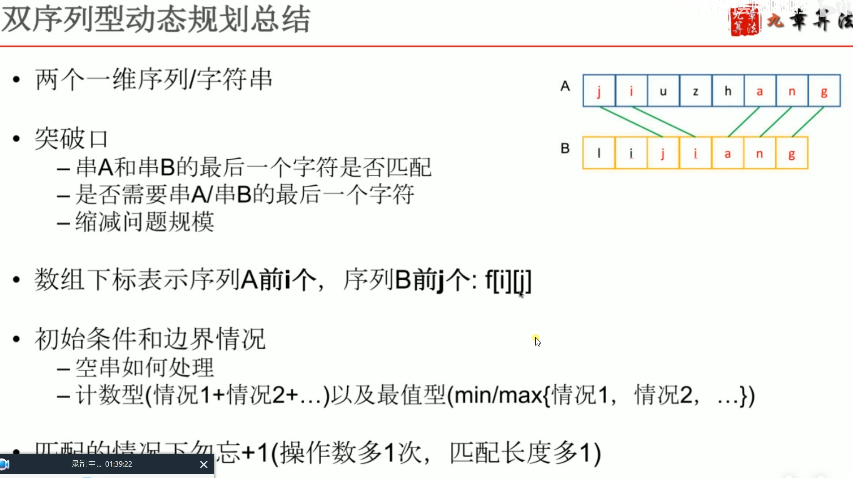 双序列型动态规划总结
九章算法
• 两个一维序列/字符串
A j i u z h a n g
• 突破口
B l i j i a n g
– 串A和串B的最后一个字符是否匹配
– 是否需要串A/串B的最后一个字符
– 缩减问题规模
• 数组下标表示序列A前i个，序列B前j个: f[i][j]
• 初始条件和边界情况
– 空串如何处理
– 计数型(情况1+情况2+…)以及最值型(min/max{情况1，情况2，…})
• 匹配的情况下勿忘+1(操作数多1次，匹配长度多1)
01:39:22